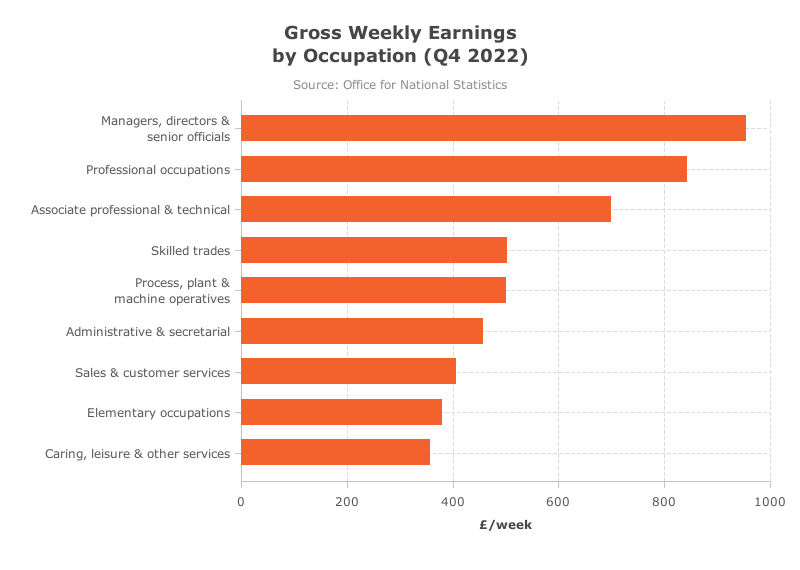 Gross Weekly Earnings
by Occupation (Q4 2022)
Source: Office for National Statistics
Managers, directors &
senior officials
Professional occupations
Associate professional & technical
Skilled trades
Process, plant &
machine operatives
Administrative & secretarial
Sales & customer services
Elementary occupations
Caring, leisure & other services
0 200 400 600 800 1000
£/week